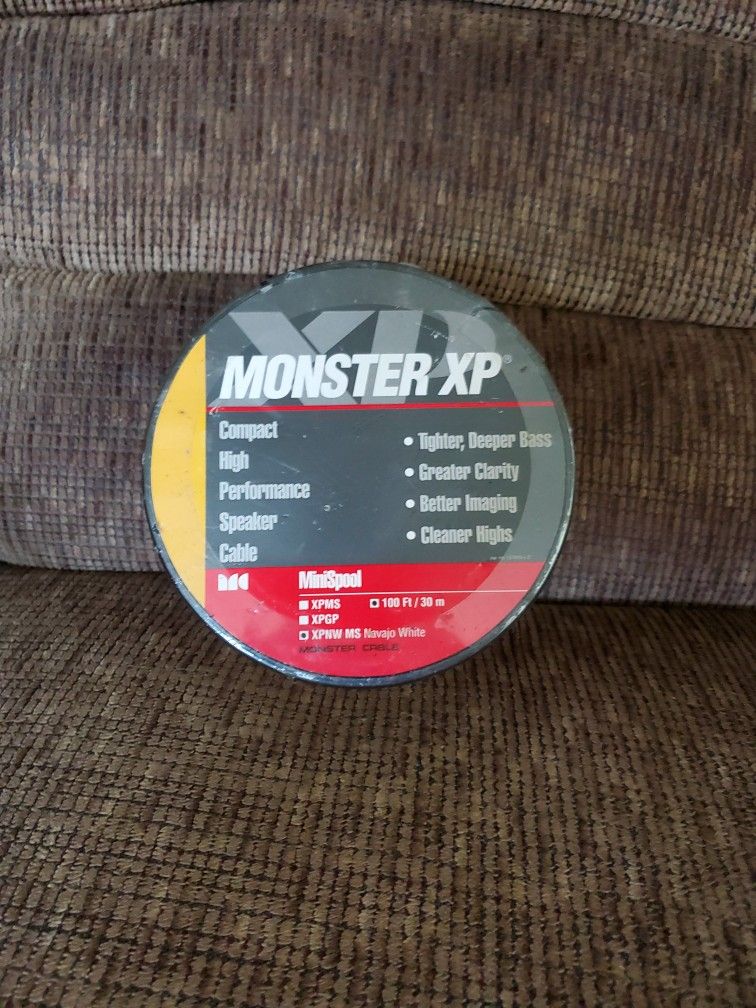 XP
MONSTER XP®
Compact
High
Performance
Speaker
Cable
• Tighter, Deeper Bass
• Greater Clarity
• Better Imaging
• Cleaner Highs
MiniSpool
XPMS
100 Ft / 30 m
XPGP
XPNW MS Navajo White
MONSTER CABLE